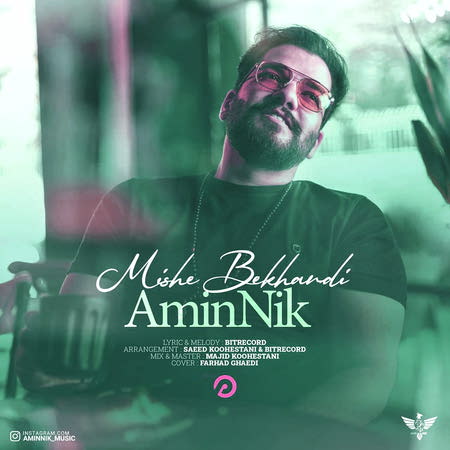 Mishe Bekhandi
AminNik
LYRIC & MELODY : BITRECORD
ARRANGEMENT : SAEED KOOHESTANI & BITRECORD
MIX & MASTER : MAJID KOOHESTANI
COVER : FARHAD GHAEDI
INSTAGRAM.COM
AMINNIK_MUSIC